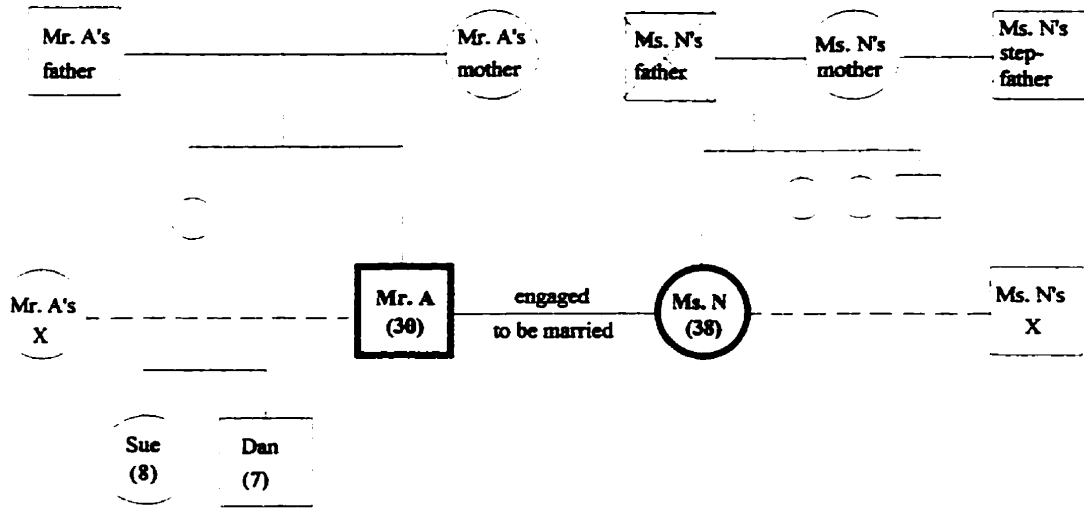 Mr. A's
father
Mr. A's
mother
Ms. N's
father
Ms. N's
mother
Ms. N's
step-
father
Mr. A's
X
Mr. A
(30)
engaged
to be married
Ms. N
(38)
Ms. N's
X
Sue
(8)
Dan
(7)